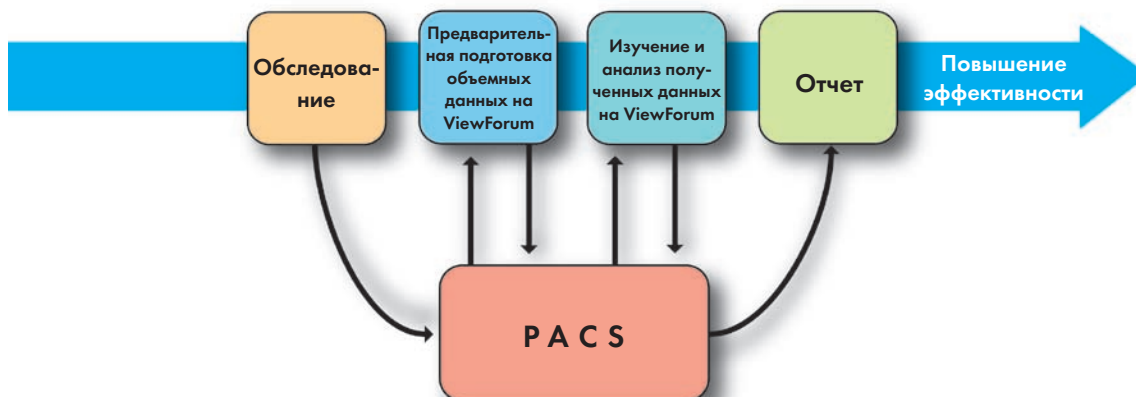 Обследова-
ние
Предваритель-
ная подготовка
объемных
данных на
ViewForum
Изучение и
анализ полу-
ченных данных
на ViewForum
Отчет
Повышение
эффективности
P A C S